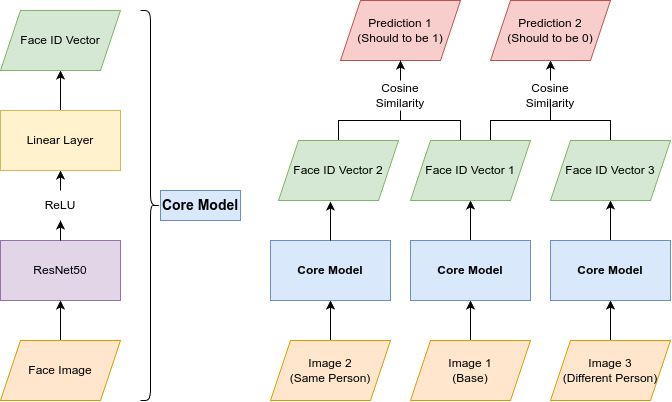 Face ID Vector
Linear Layer
ReLU
ResNet50
Face Image
Core Model
Prediction 1
(Should to be 1)
Prediction 2
(Should to be 0)
Cosine
Similarity
Cosine
Similarity
Face ID Vector 2
Face ID Vector 1
Face ID Vector 3
Core Model
Core Model
Core Model
Image 2
(Same Person)
Image 1
(Base)
Image 3
(Different Person)